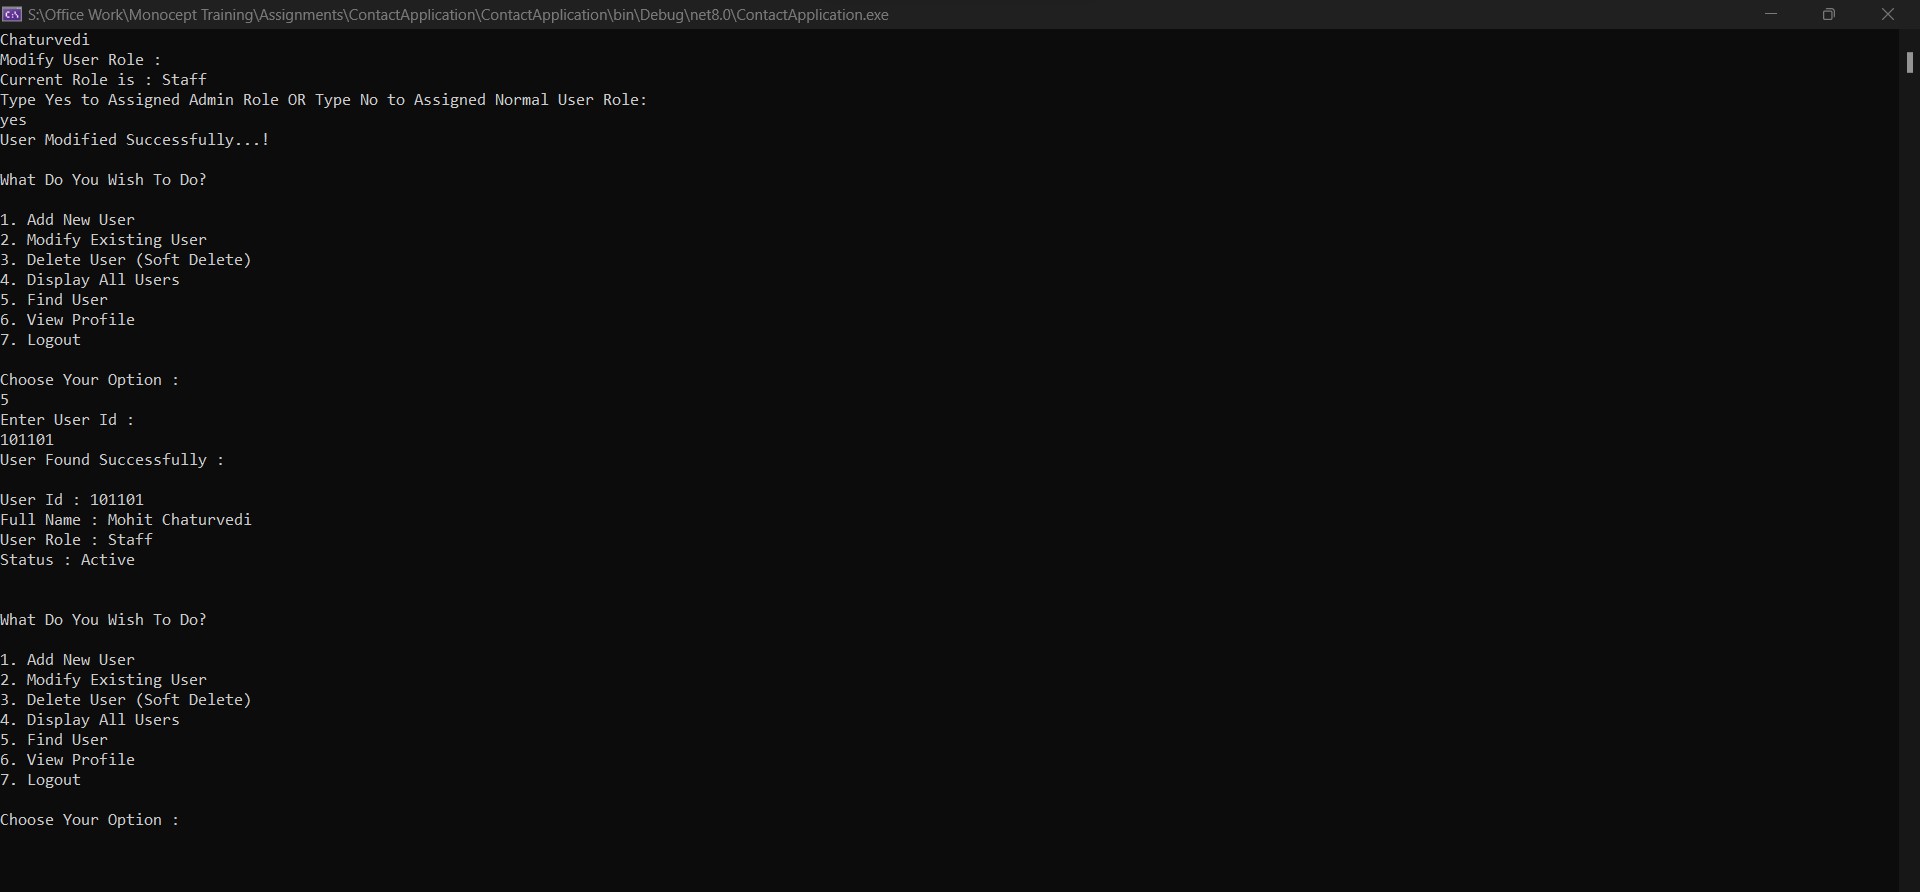 S:\Office Work\Monocept Training\Assignments\ContactApplication\ContactApplication\bin\Debug\net8.0\ContactApplication.exe
Chaturvedi
Modify User Role :
Current Role is : Staff
Type Yes to Assigned Admin Role OR Type No to Assigned Normal User Role:
yes
User Modified Successfully...!
What Do You Wish To Do?
1. Add New User
2. Modify Existing User
3. Delete User (Soft Delete)
4. Display All Users
5. Find User
6. View Profile
7. Logout
Choose Your Option :
5
Enter User Id :
101101
User Found Successfully :
User Id : 101101
Full Name : Mohit Chaturvedi
User Role : Staff
Status : Active
What Do You Wish To Do?
1. Add New User
2. Modify Existing User
3. Delete User (Soft Delete)
4. Display All Users
5. Find User
6. View Profile
7. Logout
Choose Your Option :